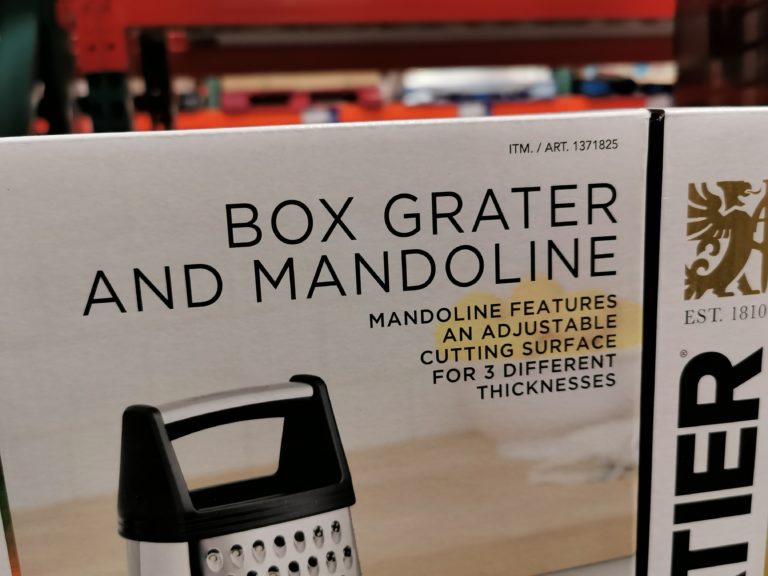 ITM. / ART. 1371825
BOX GRATER
AND MANDOLINE
MANDOLINE FEATURES
AN ADJUSTABLE
CUTTING SURFACE
FOR 3 DIFFERENT
THICKNESSES
EST. 1810
TIER®